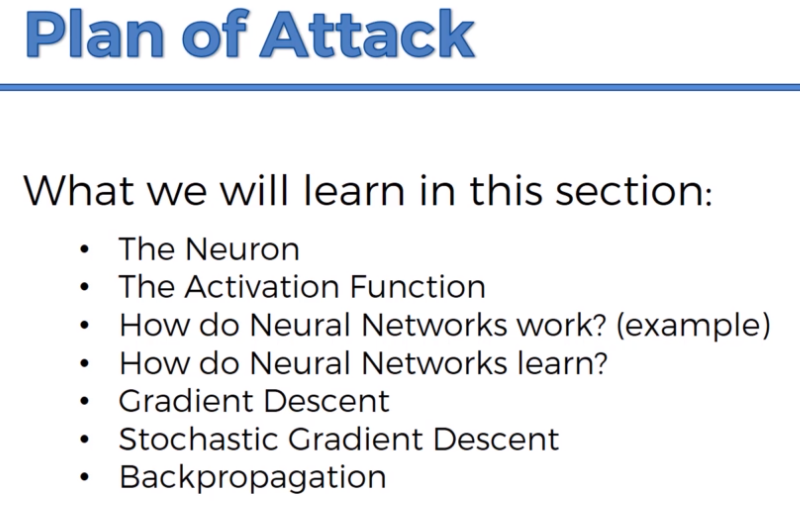 Plan of Attack
What we will learn in this section:
• The Neuron
• The Activation Function
• How do Neural Networks work? (example)
• How do Neural Networks learn?
• Gradient Descent
• Stochastic Gradient Descent
• Backpropagation